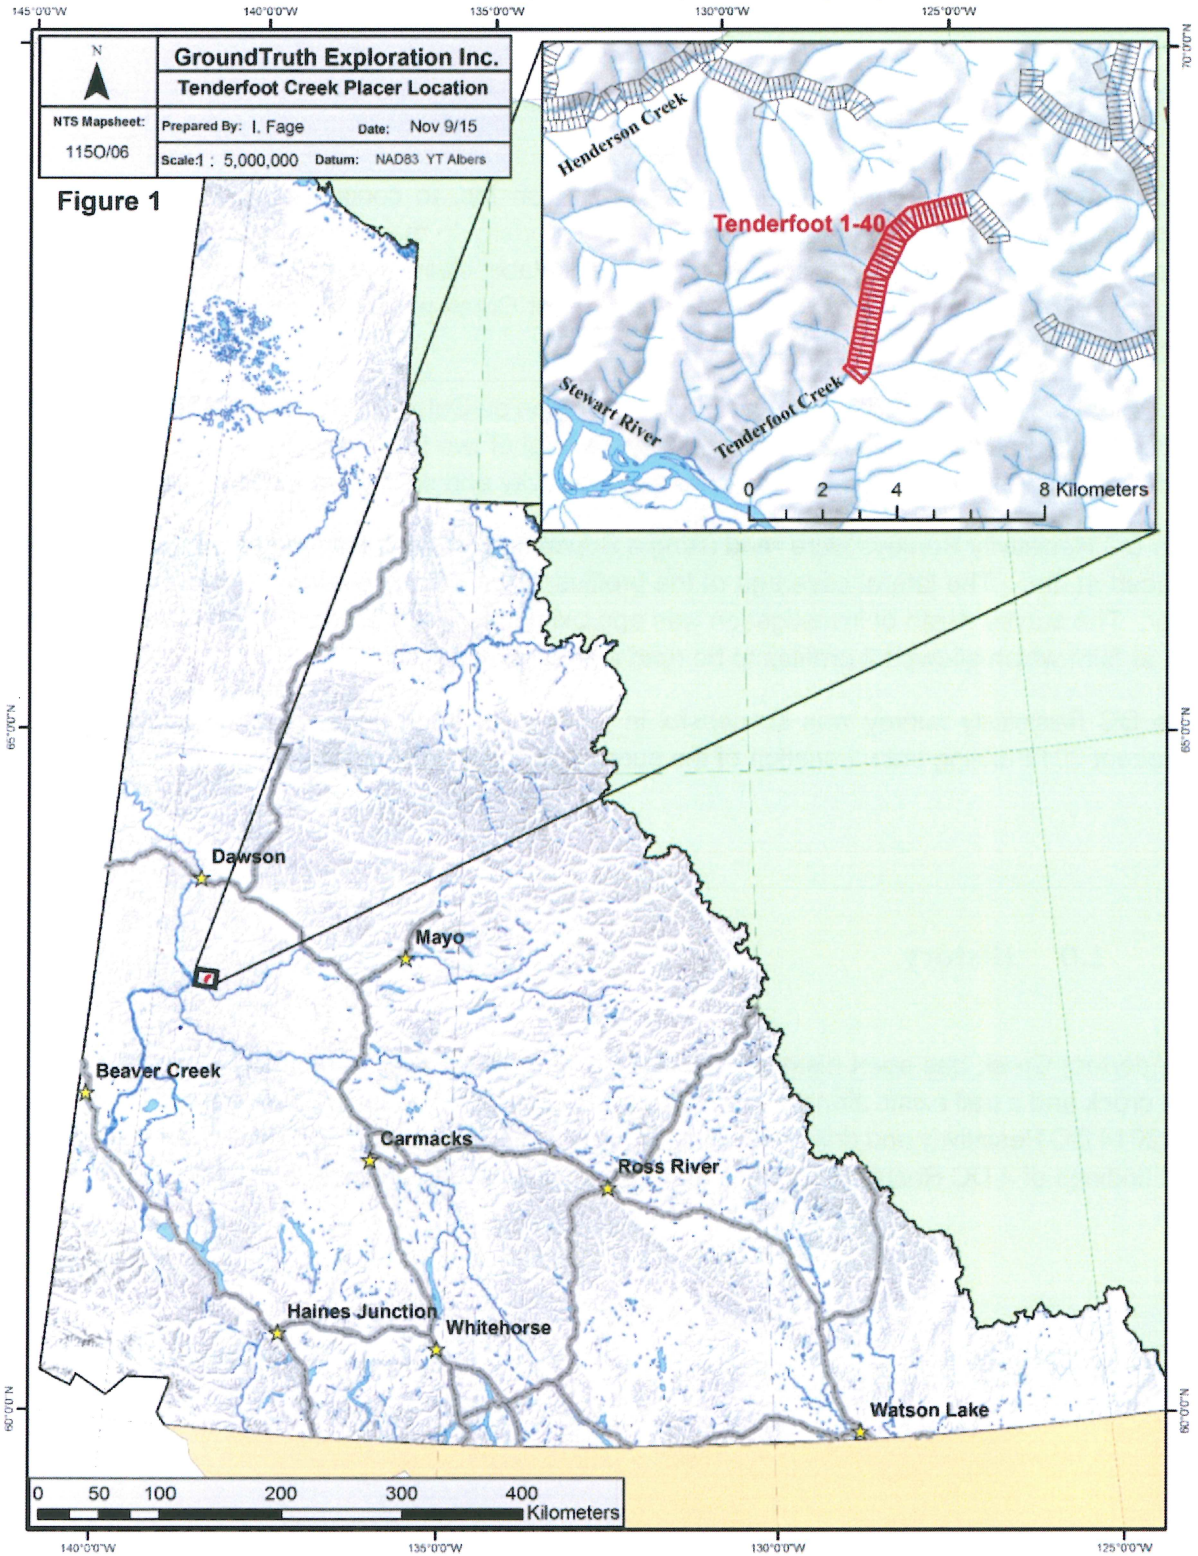 145°0'0"W 140°0'0"W 135°0'0"W 130°0'0"W 125°0'0"W
70°0'0"N
N
GroundTruth Exploration Inc.
Tenderfoot Creek Placer Location
NTS Mapsheet:
115O/06
Prepared By: I. Fage Date: Nov 9/15
Scale:1 : 5,000,000 Datum: NAD83 YT Albers
Figure 1
Henderson Creek
Tenderfoot 1-40
Stewart River
Tenderfoot Creek
0 2 4 8 Kilometers
65°0'0"N
65°0'0"N
Dawson
Mayo
Beaver Creek
Carmacks
Ross River
Haines Junction
Whitehorse
Watson Lake
60°0'0"N
60°0'0"N
0 50 100 200 300 400
Kilometers
140°0'0"W 135°0'0"W 130°0'0"W 125°0'0"W